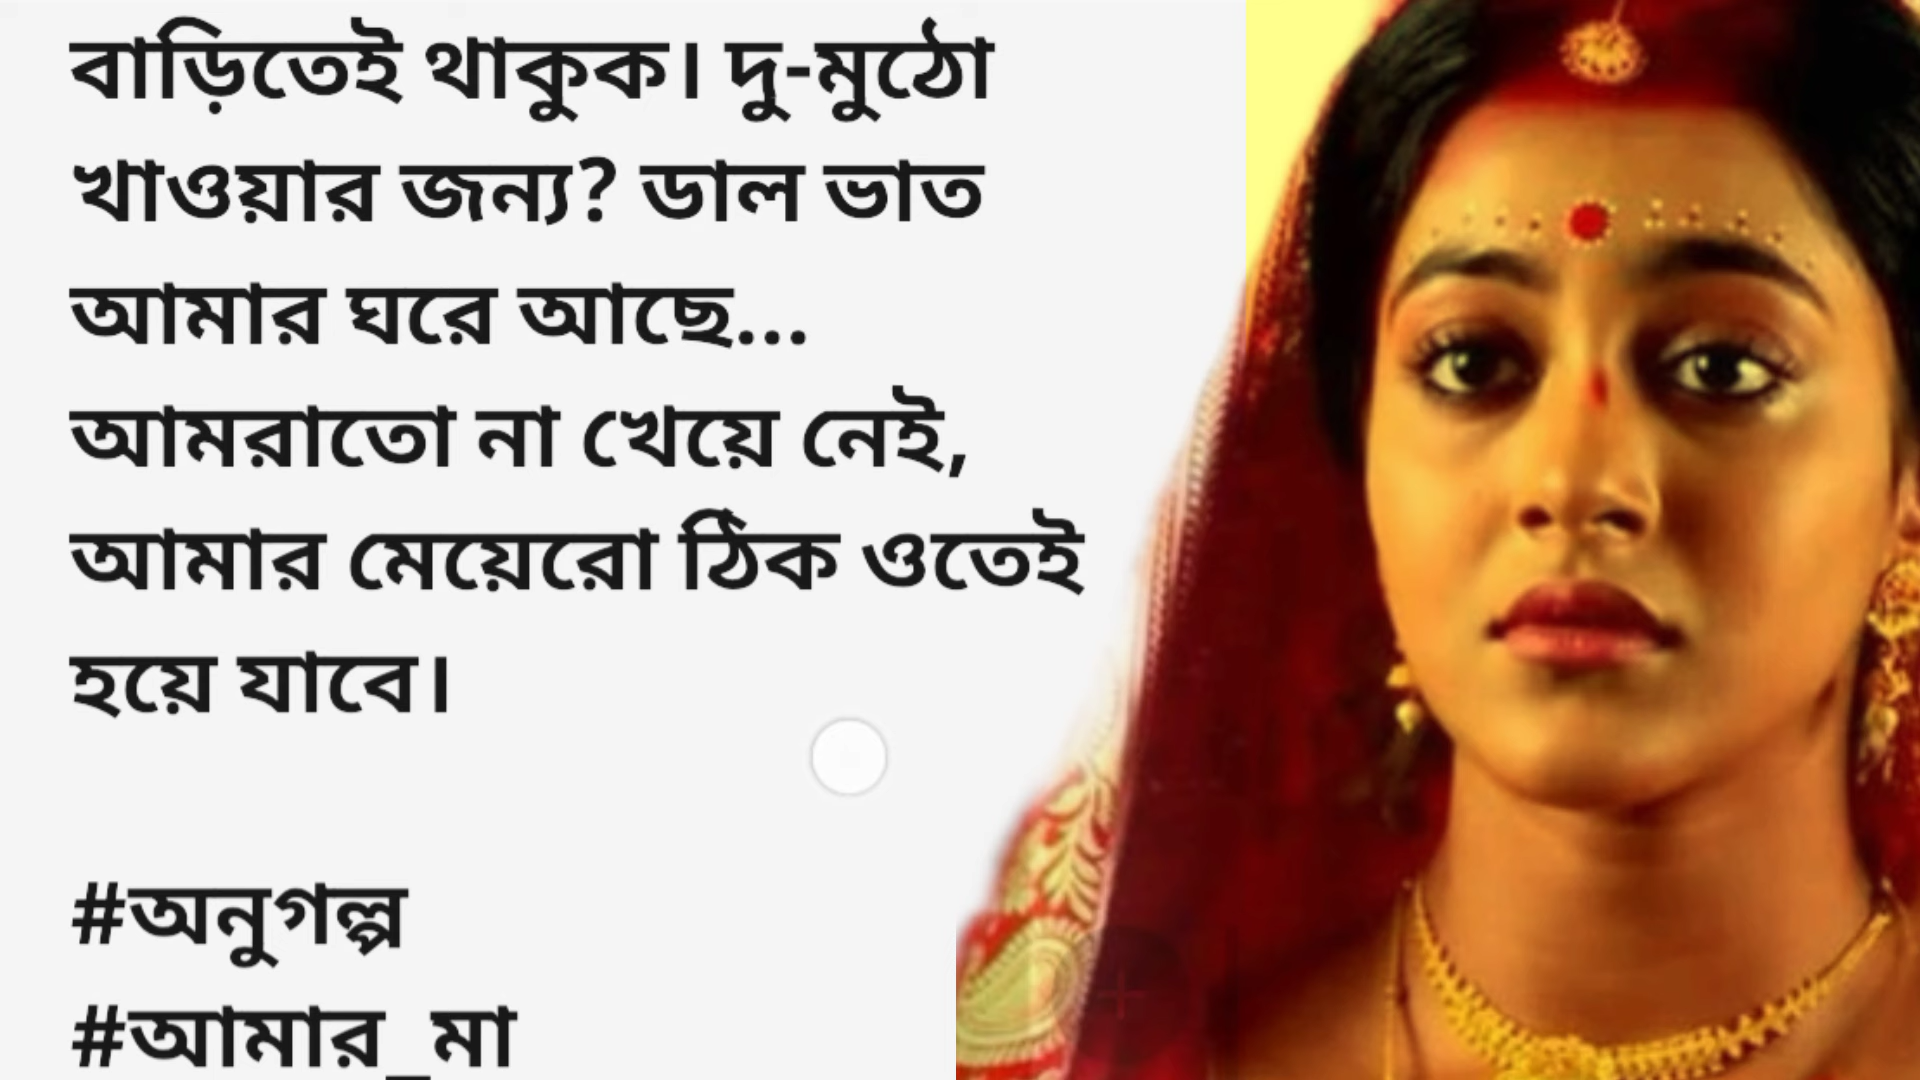 বাড়িতেই থাকুক। দু-মুঠো
খাওয়ার জন্য? ডাল ভাত
আমার ঘরে আছে...
আমরাতো না খেয়ে নেই,
আমার মেয়েরো ঠিক ওতেই
হয়ে যাবে।
#অনুগল্প
#আমার_মা